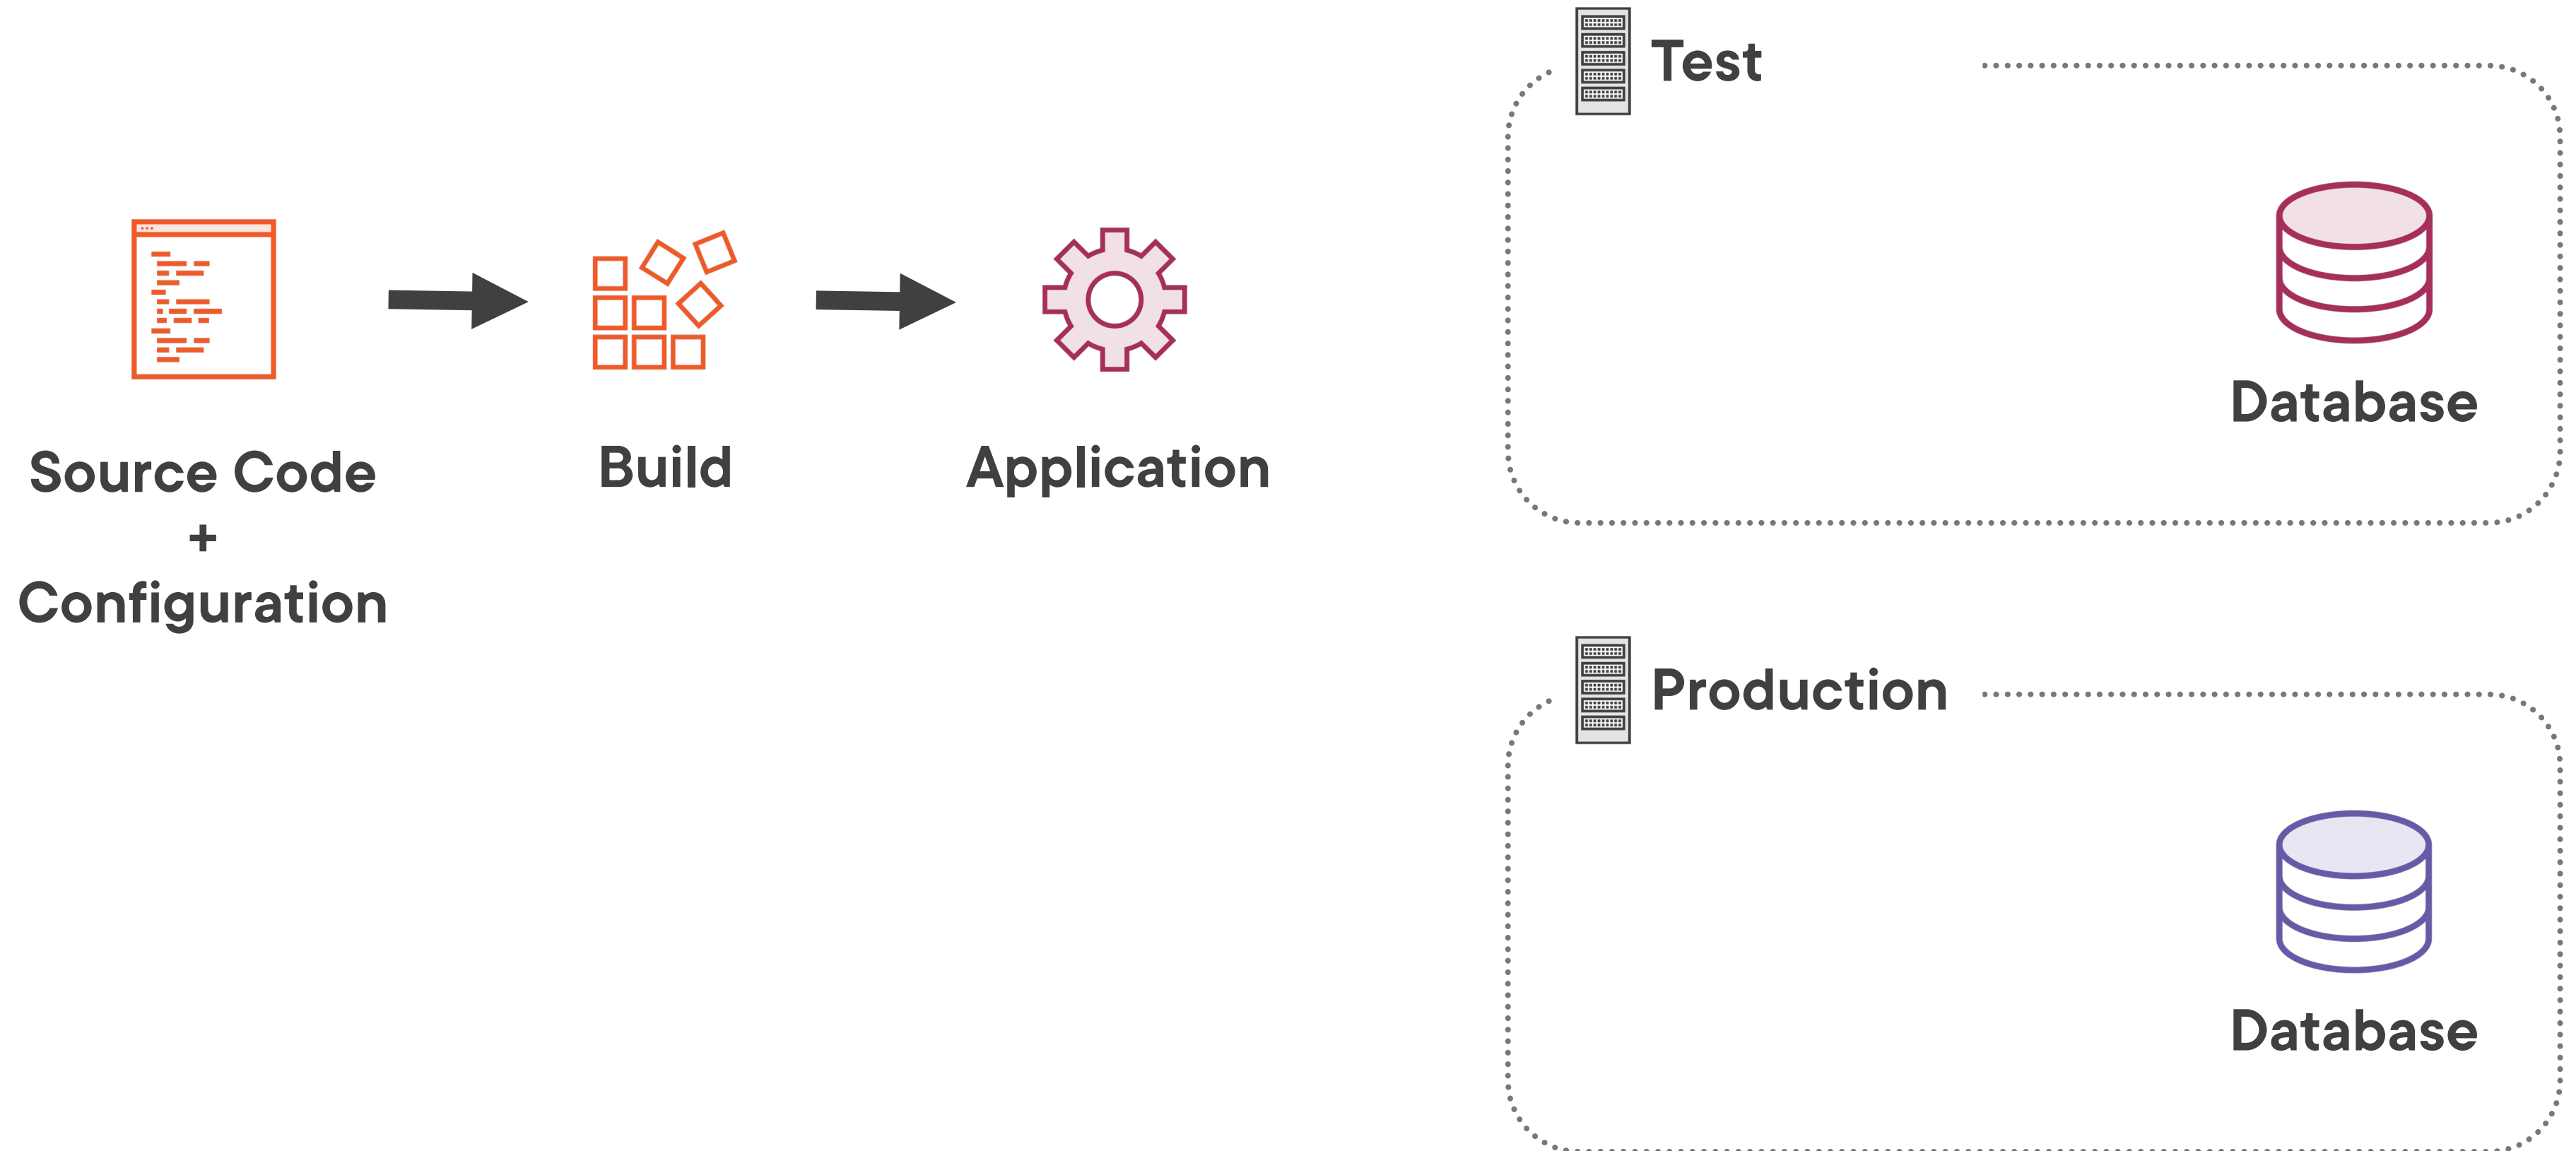 Test
Source Code
+
Configuration
Build
Application
Database
Production
Database